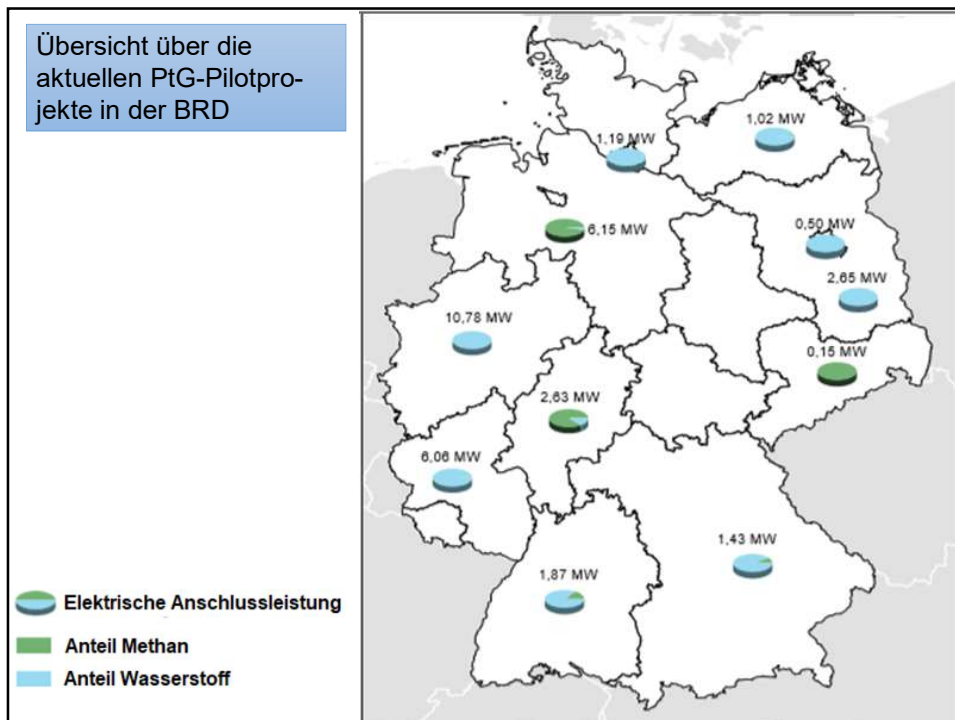 Übersicht über die
aktuellen PtG-Pilotpro-
jekte in der BRD
1,02 MW
1,19 MW
6,15 MW
0,50 MW
2,65 MW
10,78 MW
0,15 MW
2,63 MW
6,06 MW
1,43 MW
1,87 MW
Elektrische Anschlussleistung
Anteil Methan
Anteil Wasserstoff